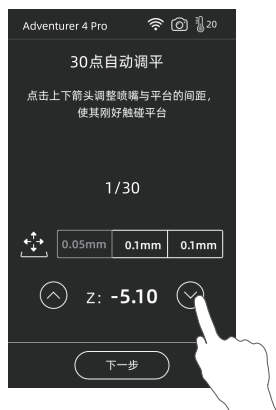 Adventurer 4 Pro 20
30点自动调平
点击上下箭头调整喷嘴与平台的间距，
使其刚好触碰平台
1/30
0.05mm 0.1mm 0.1mm
Z: -5.10
下一步